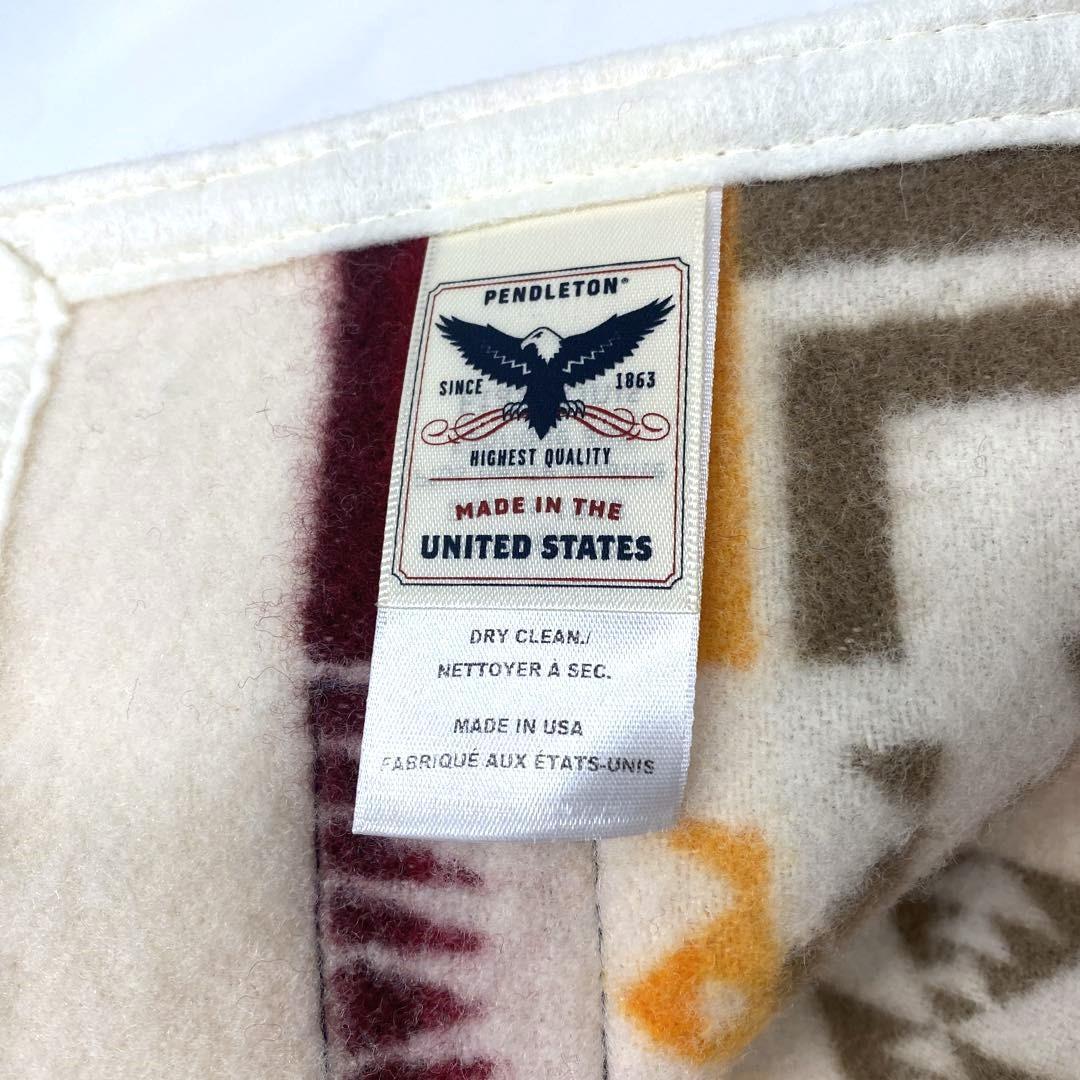 PENDLETON®
SINCE 1863
HIGHEST QUALITY
MADE IN THE
UNITED STATES
DRY CLEAN./
NETTOYER À SEC.
MADE IN USA
FABRIQUÉ AUX ÉTATS-UNIS